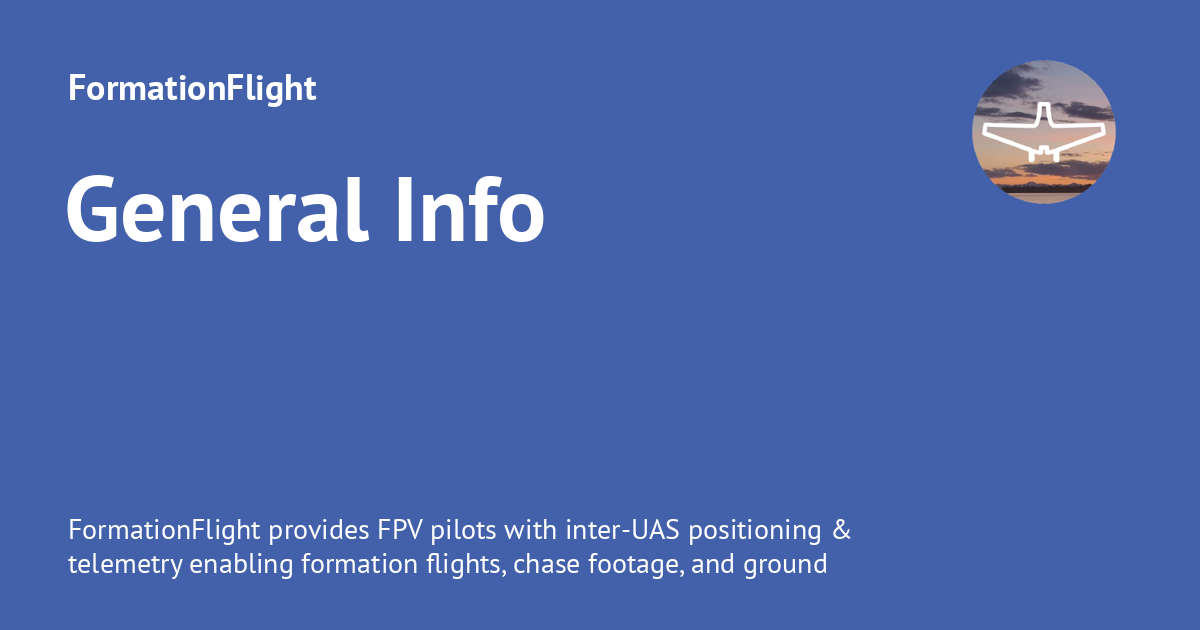 FormationFlight
General Info
FormationFlight provides FPV pilots with inter-UAS positioning &
telemetry enabling formation flights, chase footage, and ground